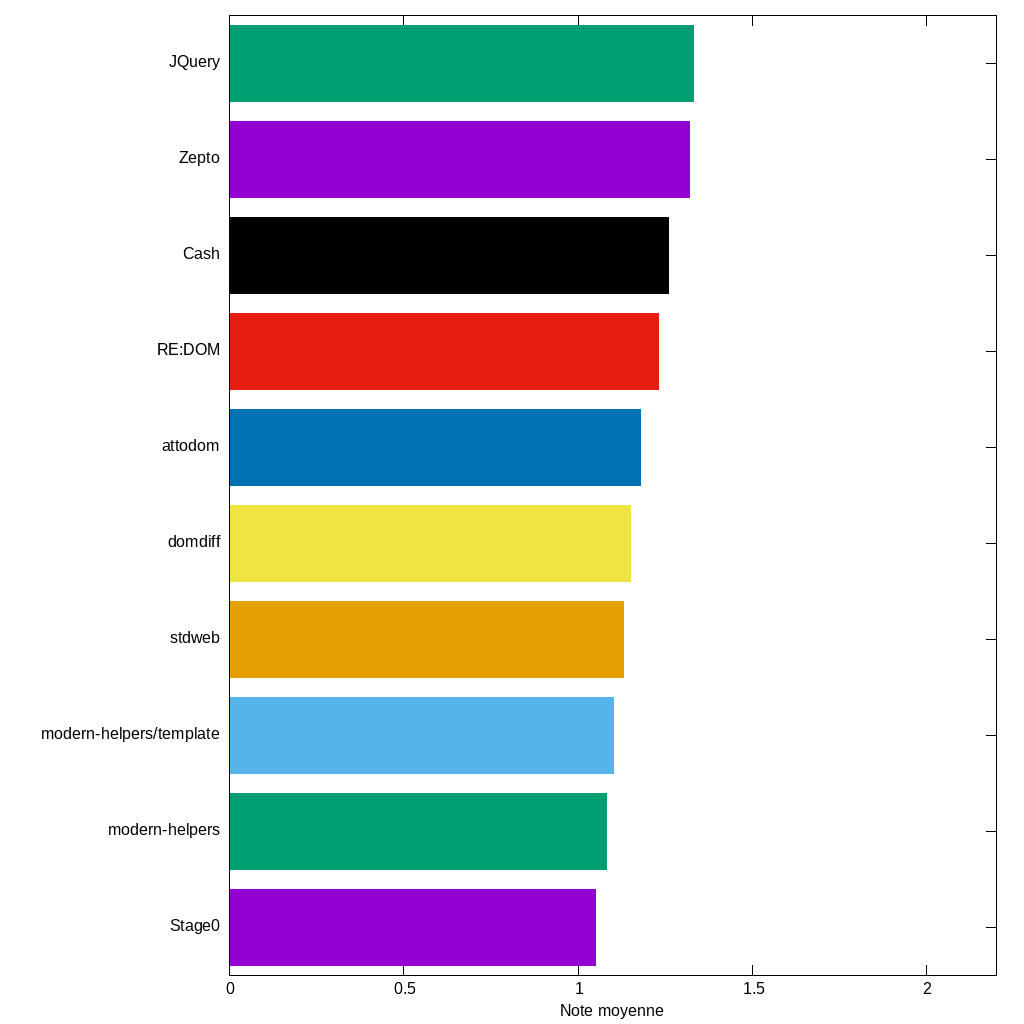 JQuery
Zepto
Cash
RE:DOM
attodom
domdiff
stdweb
modern-helpers/template
modern-helpers
Stage0
0 0.5 1 1.5 2
Note moyenne